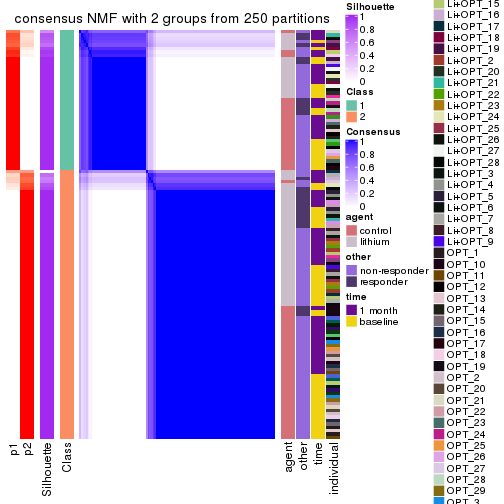 consensus NMF with 2 groups from 250 partitions
p1
p2
Silhouette
Class
agent
other
time
individual
Silhouette
1
0.8
0.6
0.4
0.2
0
Class
1
2
Consensus
1
0.8
0.6
0.4
0.2
0
agent
control
lithium
other
non-responder
responder
time
1 month
baseline
Li+OPT_15
Li+OPT_16
Li+OPT_17
Li+OPT_18
Li+OPT_19
Li+OPT_2
Li+OPT_20
Li+OPT_21
Li+OPT_22
Li+OPT_23
Li+OPT_24
Li+OPT_25
Li+OPT_26
Li+OPT_27
Li+OPT_28
Li+OPT_3
Li+OPT_4
Li+OPT_5
Li+OPT_6
Li+OPT_7
Li+OPT_8
Li+OPT_9
OPT_1
OPT_10
OPT_11
OPT_12
OPT_13
OPT_14
OPT_15
OPT_16
OPT_17
OPT_18
OPT_19
OPT_2
OPT_20
OPT_21
OPT_22
OPT_23
OPT_24
OPT_25
OPT_26
OPT_27
OPT_28
OPT_29
OPT_3